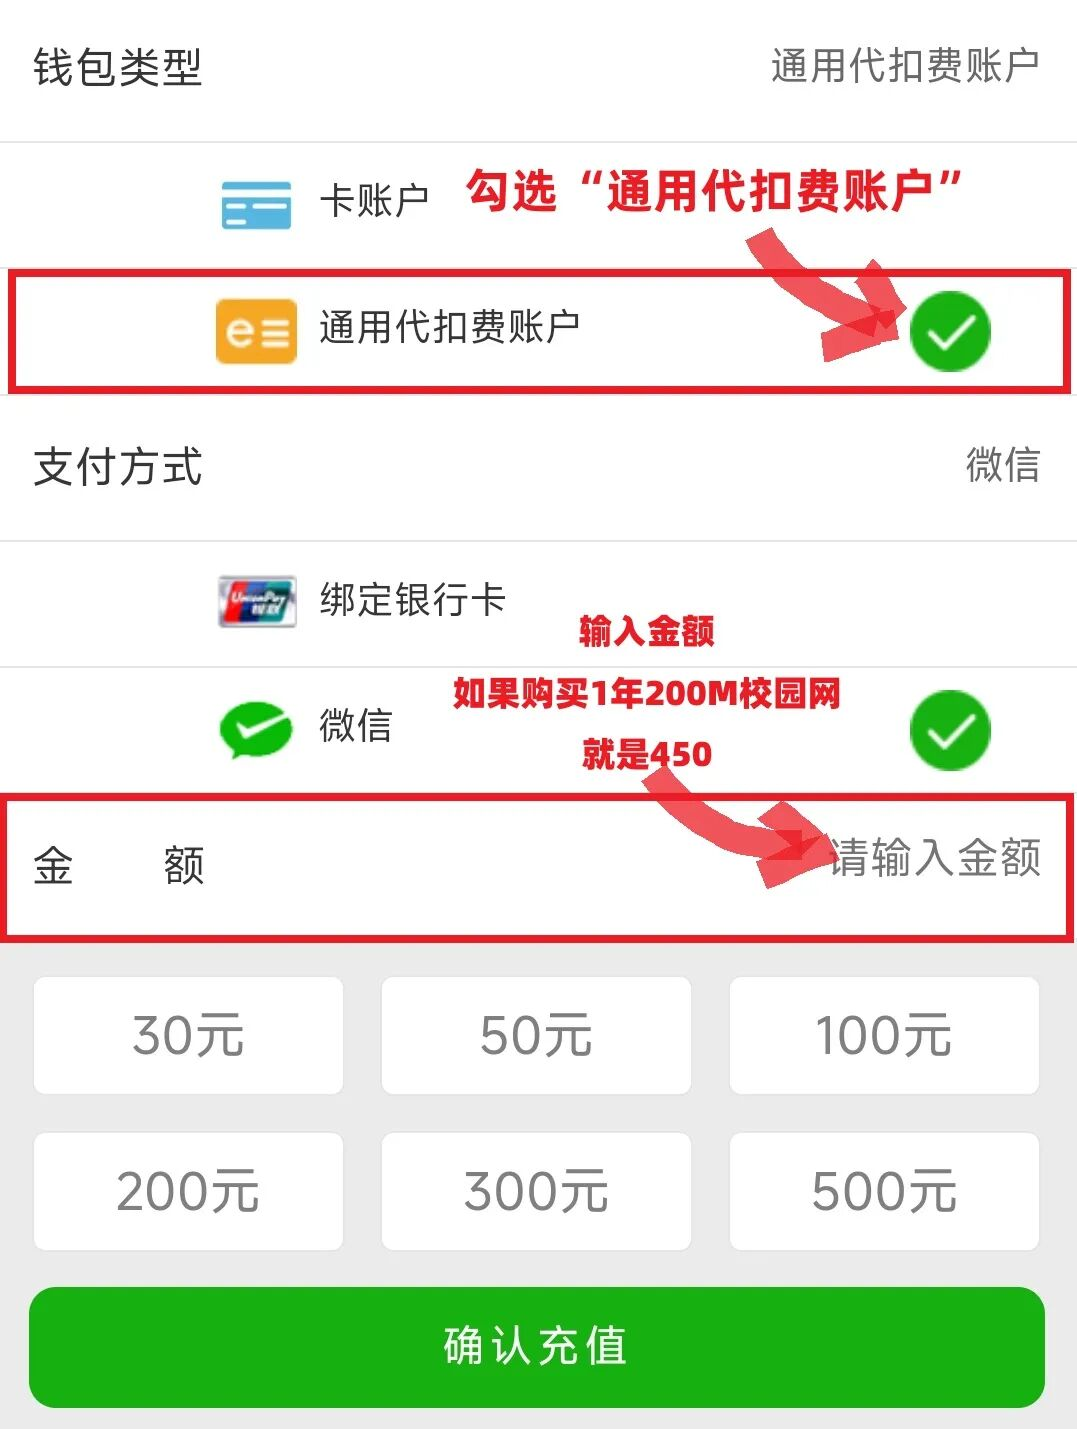 钱包类型
通用代扣费账户
卡账户
勾选“通用代扣费账户”
通用代扣费账户
支付方式
微信
UnionPay
银联
绑定银行卡
输入金额
如果购买1年200M校园网
就是450
微信
金 额
请输入金额
30元
50元
100元
200元
300元
500元
确认充值